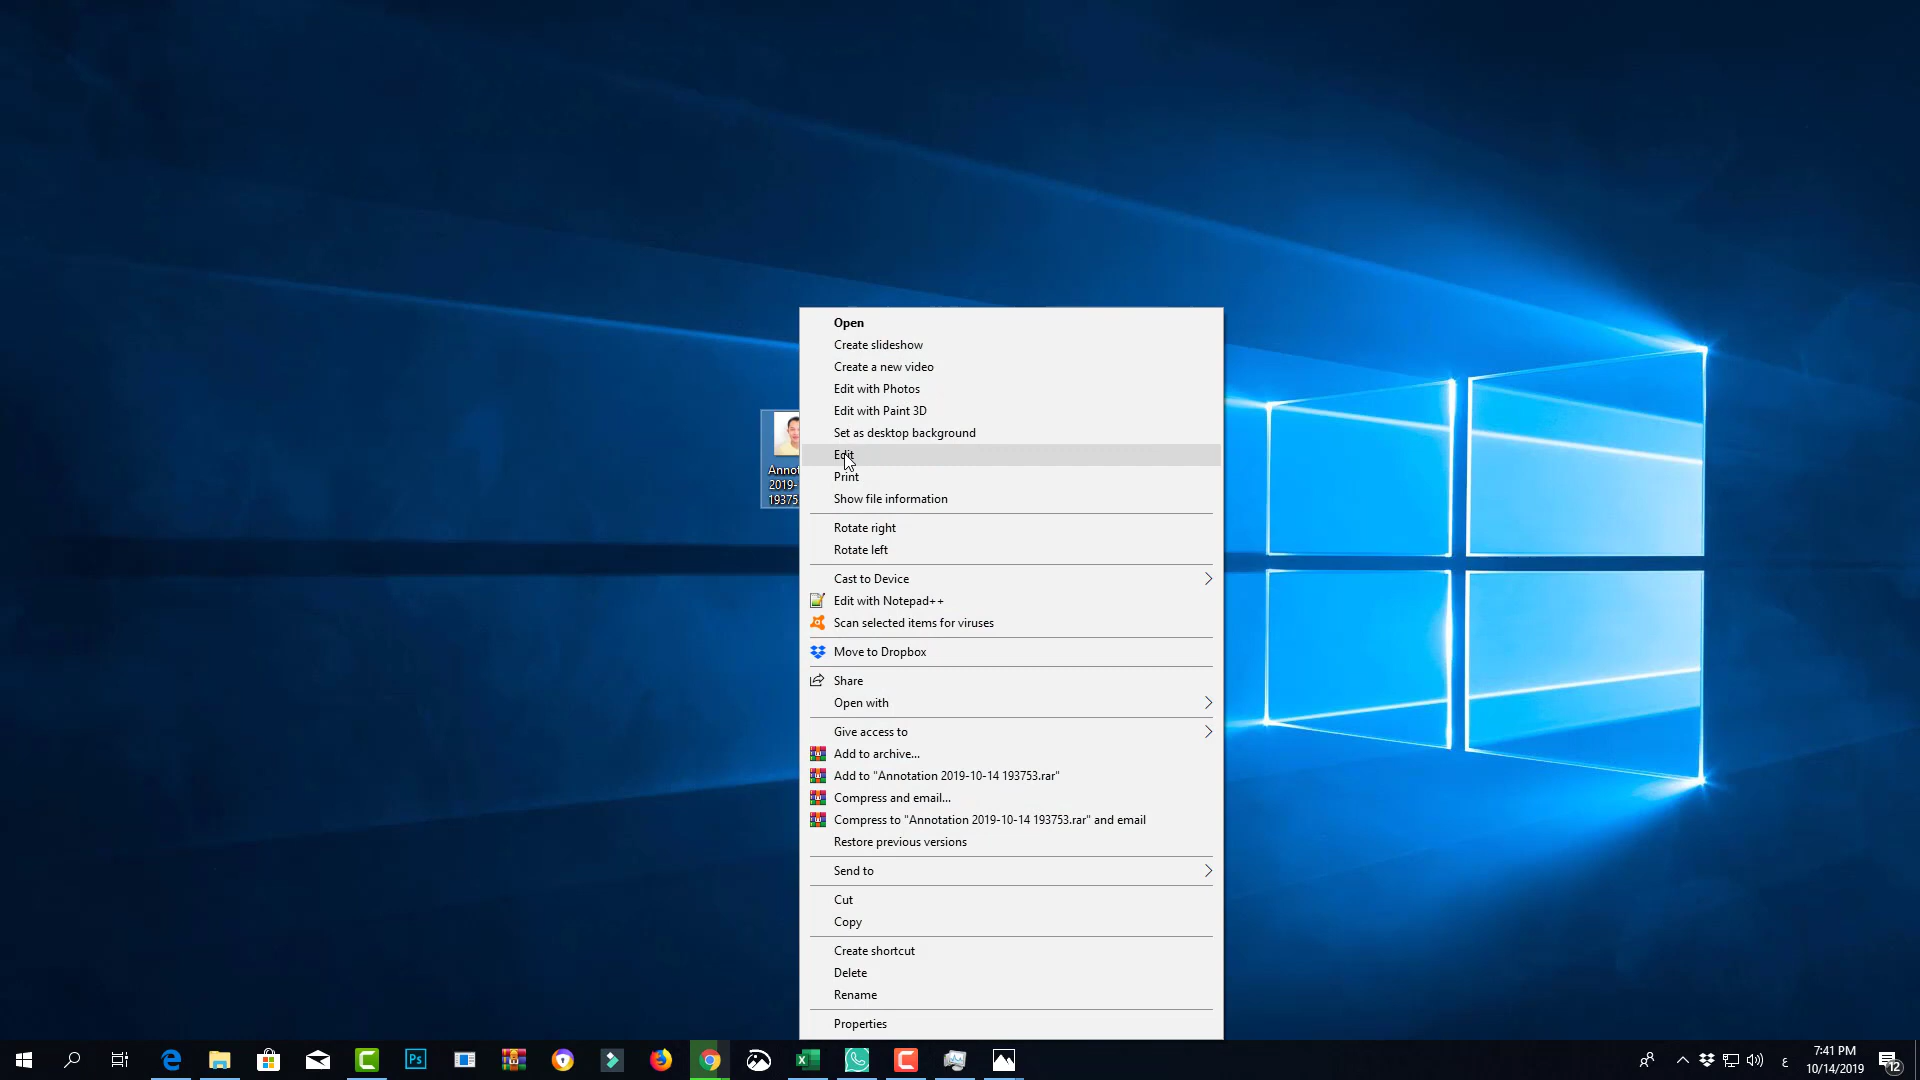 Open
Create slideshow
Create a new video
Edit with Photos
Edit with Paint 3D
Set as desktop background
Edit
Print
Show file information
Rotate right
Rotate left
Cast to Device
Edit with Notepad++
Scan selected items for viruses
Move to Dropbox
Share
Open with
Give access to
Add to archive...
Add to "Annotation 2019-10-14 193753.rar"
Compress and email...
Compress to "Annotation 2019-10-14 193753.rar" and email
Restore previous versions
Send to
Cut
Copy
Create shortcut
Delete
Rename
Properties
Annot
2019-
19375
Ps
ع
7:41 PM
10/14/2019
12